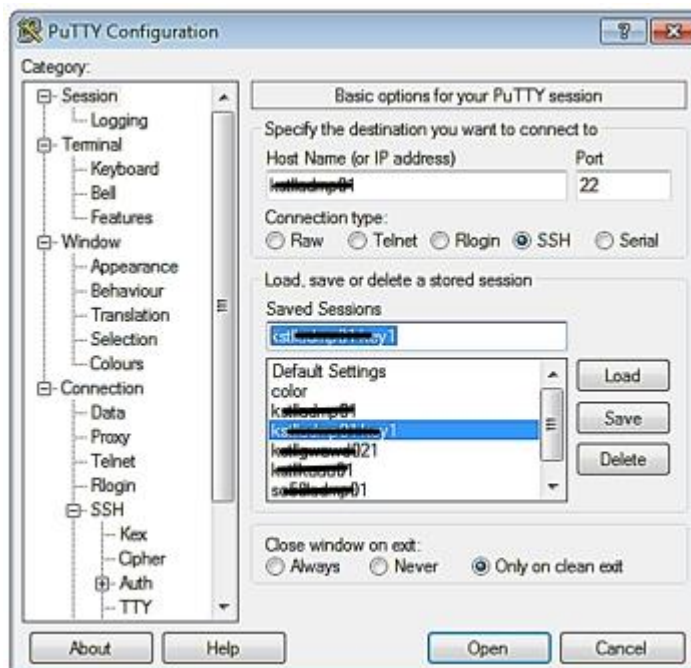 PuTTY Configuration
Category:
Session
Logging
Terminal
Keyboard
Bell
Features
Window
Appearance
Behaviour
Translation
Selection
Colours
Connection
Data
Proxy
Telnet
Rlogin
SSH
Kex
Cipher
Auth
TTY
Basic options for your PuTTY session
Specify the destination you want to connect to
Host Name (or IP address) Port
22
Connection type:
Raw Telnet Rlogin SSH Serial
Load, save or delete a stored session
Saved Sessions
Default Settings
color
Load
Save
Delete
Close window on exit:
Always Never Only on clean exit
About Help Open Cancel